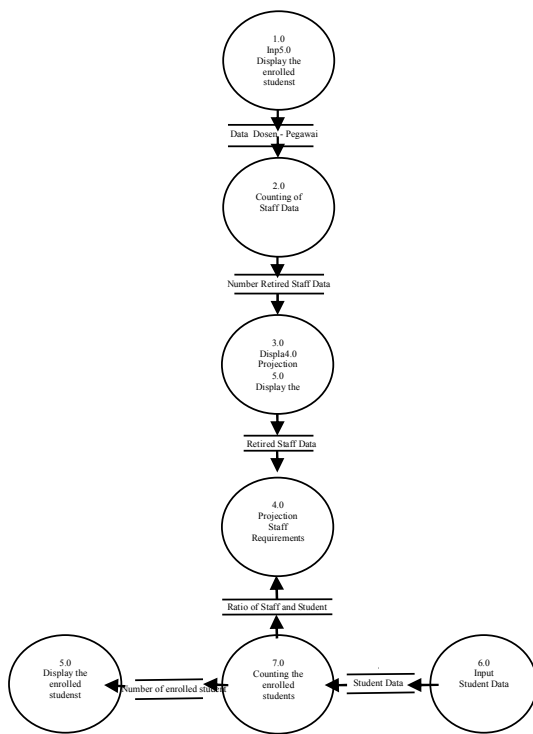 1.0
Inp5.0
Display the
enrolled
studenst
Data Dosen - Pegawai
2.0
Counting of
Staff Data
Number Retired Staff Data
3.0
Displa4.0
Projection
5.0
Display the
Retired Staff Data
4.0
Projection
Staff
Requirements
Ratio of Staff and Student
5.0
Display the
enrolled
studenst
Number of enrolled student
7.0
Counting the
enrolled
students
Student Data
6.0
Input
Student Data